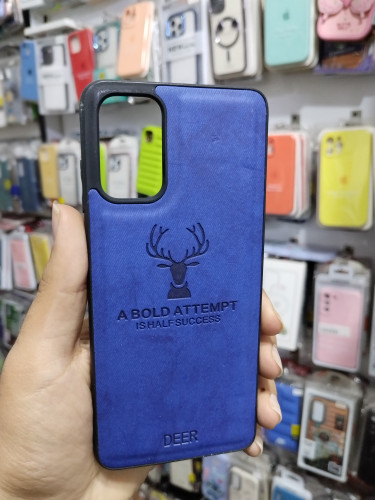 A BOLD ATTEMPT
IS HALF SUCCESS
DEER